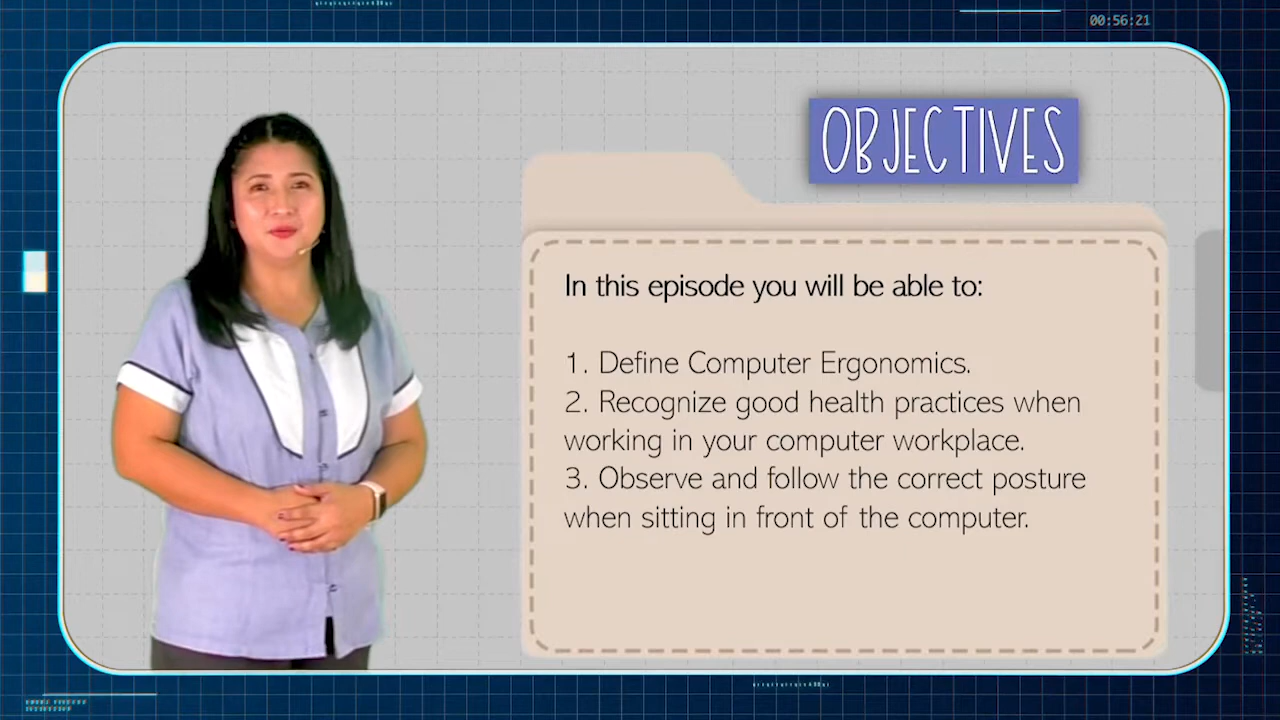 00:56:21
OBJECTIVES
In this episode you will be able to:
1. Define Computer Ergonomics.
2. Recognize good health practices when
working in your computer workplace.
3. Observe and follow the correct posture
when sitting in front of the computer.